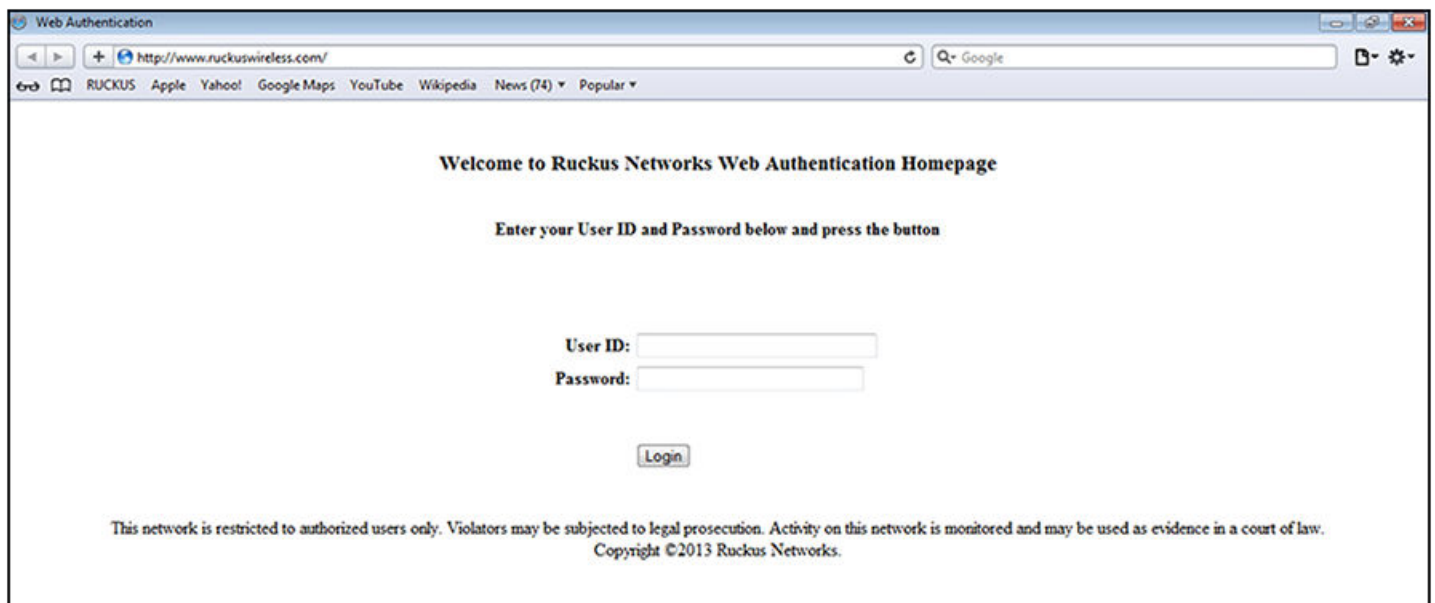 Web Authentication
http://www.ruckuswireless.com/
Google
RUCKUS Apple Yahoo! Google Maps YouTube Wikipedia News (74) ▾ Popular ▾
Welcome to Ruckus Networks Web Authentication Homepage
Enter your User ID and Password below and press the button
User ID:
Password:
Login
This network is restricted to authorized users only. Violators may be subjected to legal prosecution. Activity on this network is monitored and may be used as evidence in a court of law.
Copyright ©2013 Ruckus Networks.